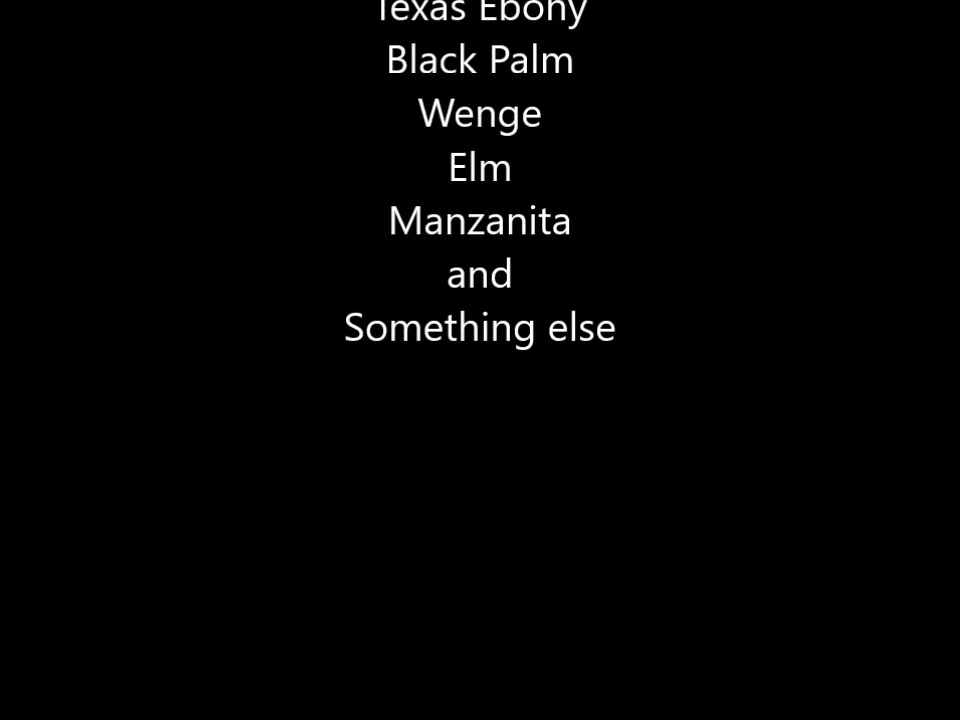 Texas Ebony
Black Palm
Wenge
Elm
Manzanita
and
Something else